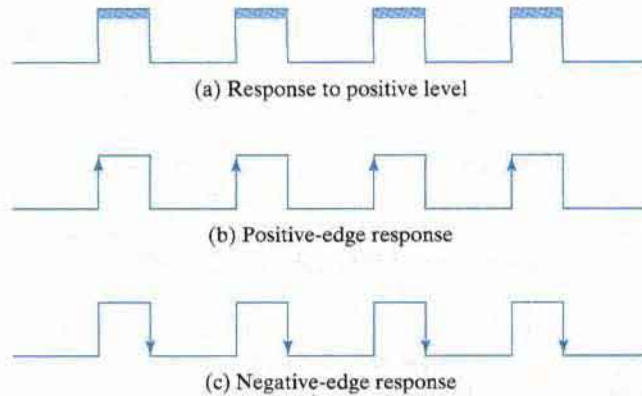 (a) Response to positive level
(b) Positive-edge response
(c) Negative-edge response